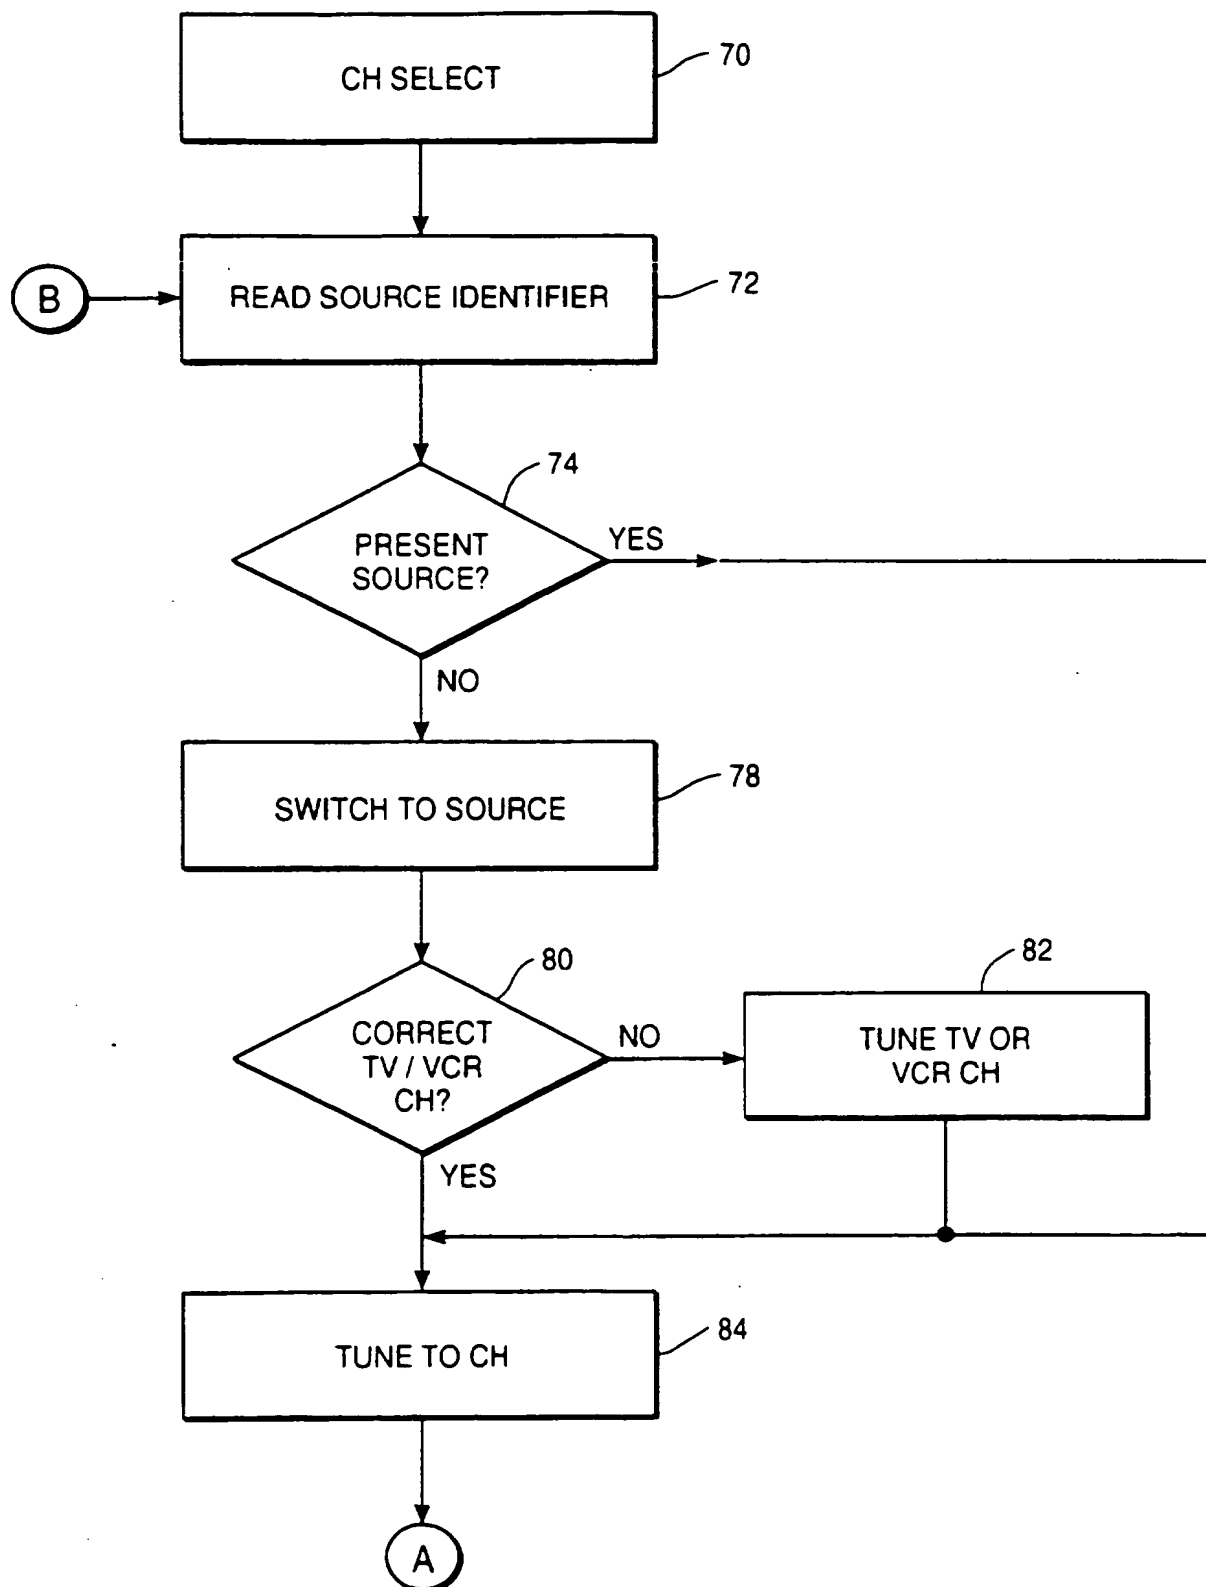 CH SELECT
70
B
READ SOURCE IDENTIFIER
72
74
PRESENT
SOURCE?
YES
NO
SWITCH TO SOURCE
78
80
CORRECT
TV / VCR
CH?
NO
82
TUNE TV OR
VCR CH
YES
TUNE TO CH
84
A